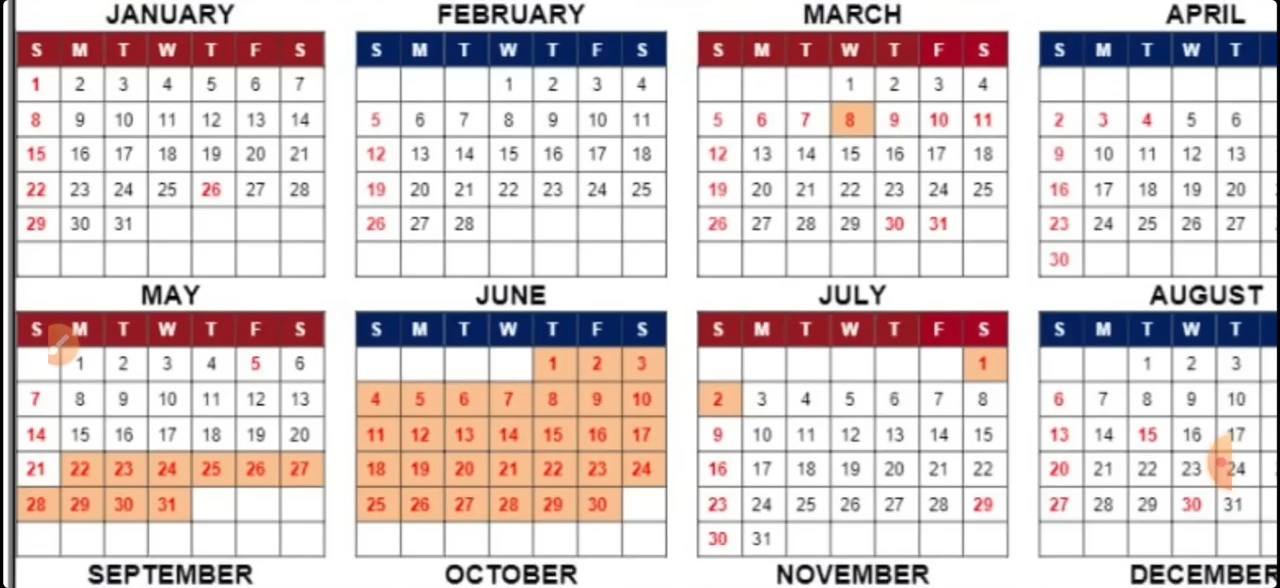 JANUARY FEBRUARY MARCH APRIL
S M T W T F S S M T W T F S S M T W T F S S M T W T
1 2 3 4 5 6 7 1 2 3 4 1 2 3 4
8 9 10 11 12 13 14 5 6 7 8 9 10 11 5 6 7 8 9 10 11 2 3 4 5 6
15 16 17 18 19 20 21 12 13 14 15 16 17 18 12 13 14 15 16 17 18 9 10 11 12 13
22 23 24 25 26 27 28 19 20 21 22 23 24 25 19 20 21 22 23 24 25 16 17 18 19 20
29 30 31 26 27 28 26 27 28 29 30 31 23 24 25 26 27
30
MAY JUNE JULY AUGUST
S M T W T F S S M T W T F S S M T W T F S S M T W T
1 2 3 4 5 6 1 2 3 1 1 2 3
7 8 9 10 11 12 13 4 5 6 7 8 9 10 2 3 4 5 6 7 8 6 7 8 9 10
14 15 16 17 18 19 20 11 12 13 14 15 16 17 9 10 11 12 13 14 15 13 14 15 16 17
21 22 23 24 25 26 27 18 19 20 21 22 23 24 16 17 18 19 20 21 22 20 21 22 23 24
28 29 30 31 25 26 27 28 29 30 23 24 25 26 27 28 29 27 28 29 30 31
30 31
SEPTEMBER OCTOBER NOVEMBER DECEMBER